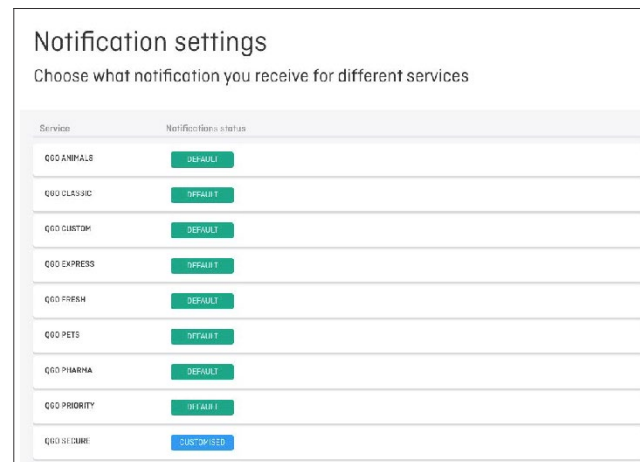 Notification settings
Choose what notification you receive for different services
Service Notifications status
QGO ANIMALS DEFAULT
QGO CLASSIC DEFAULT
QGO CUSTOM DEFAULT
QGO EXPRESS DEFAULT
QGO FRESH DEFAULT
QGO PETS DEFAULT
QGO PHARMA DEFAULT
QGO PRIORITY DEFAULT
QGO SECURE CUSTOMISED